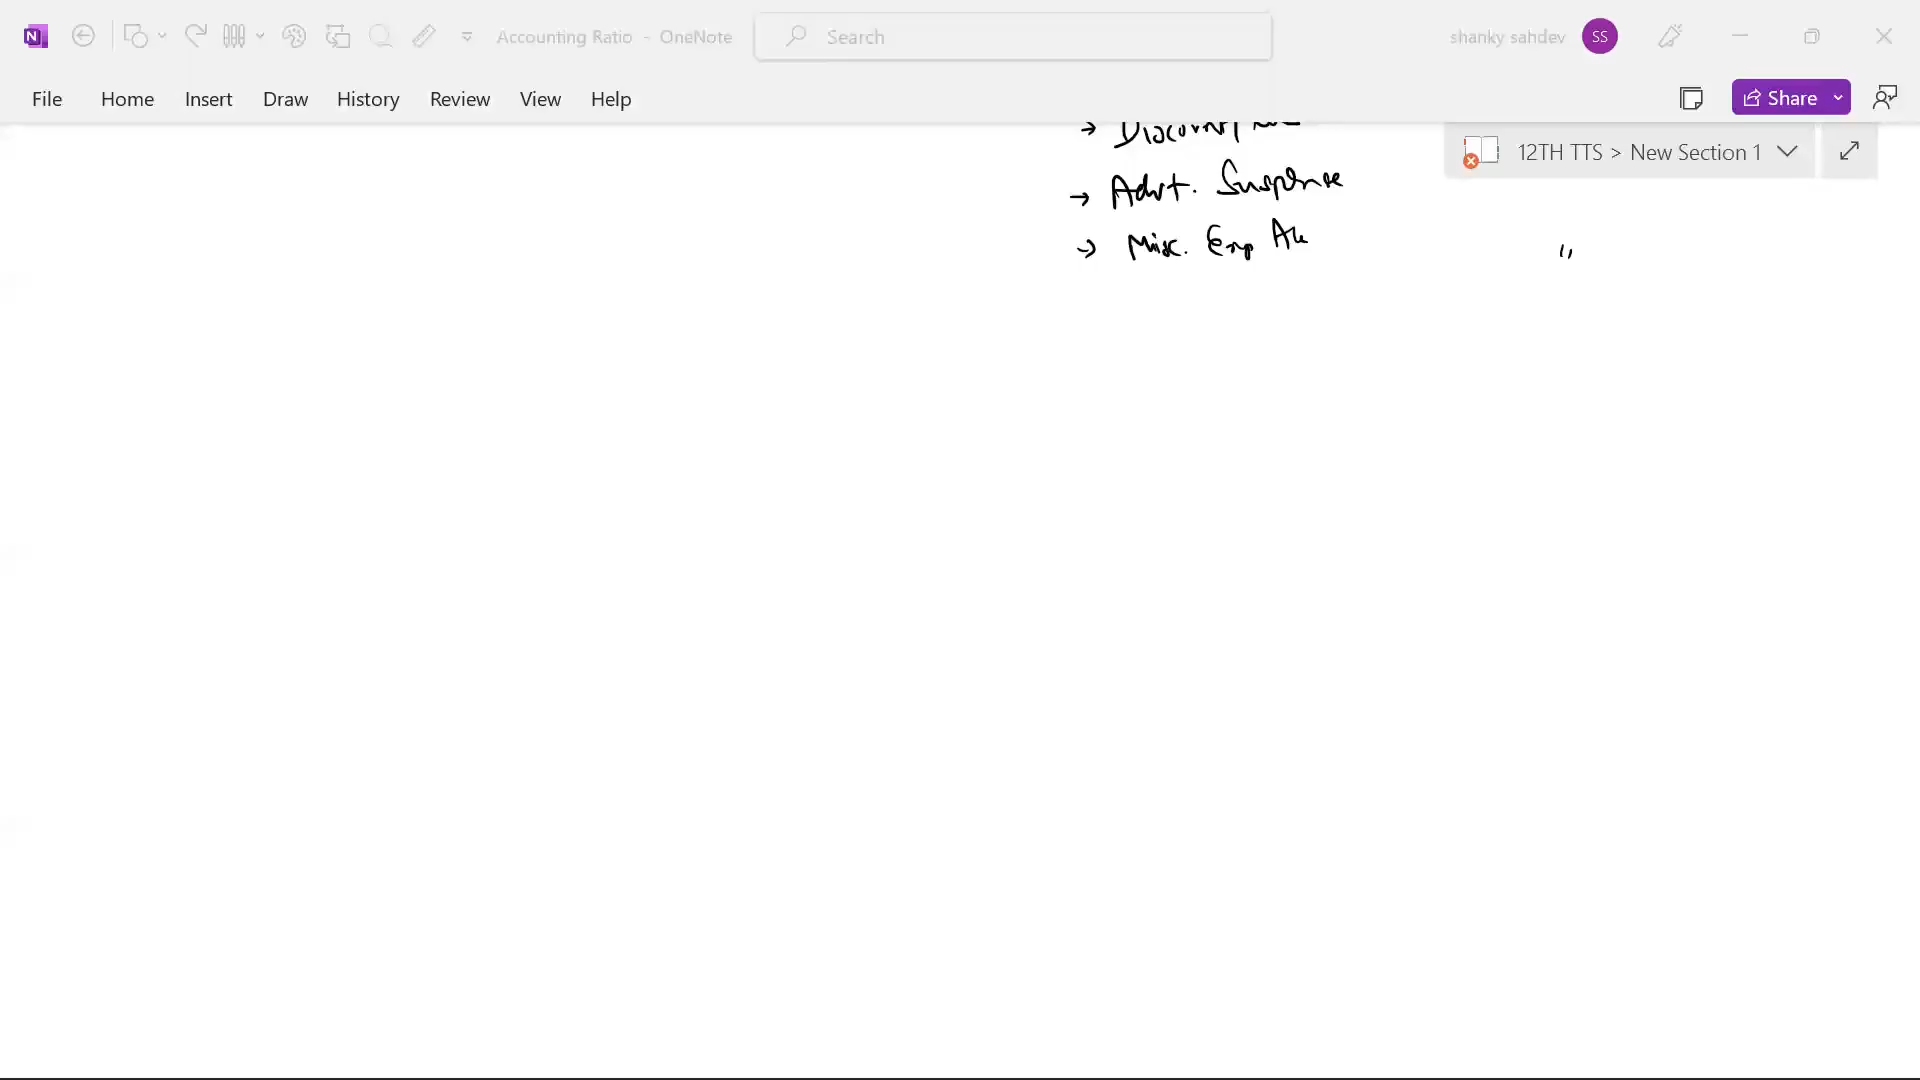 Accounting Ratio - OneNote
Search
shanky sahdev
SS
File Home Insert Draw History Review View Help
Share
12TH TTS > New Section 1
→ Advt. Suspense
→ Misc. Exp
"